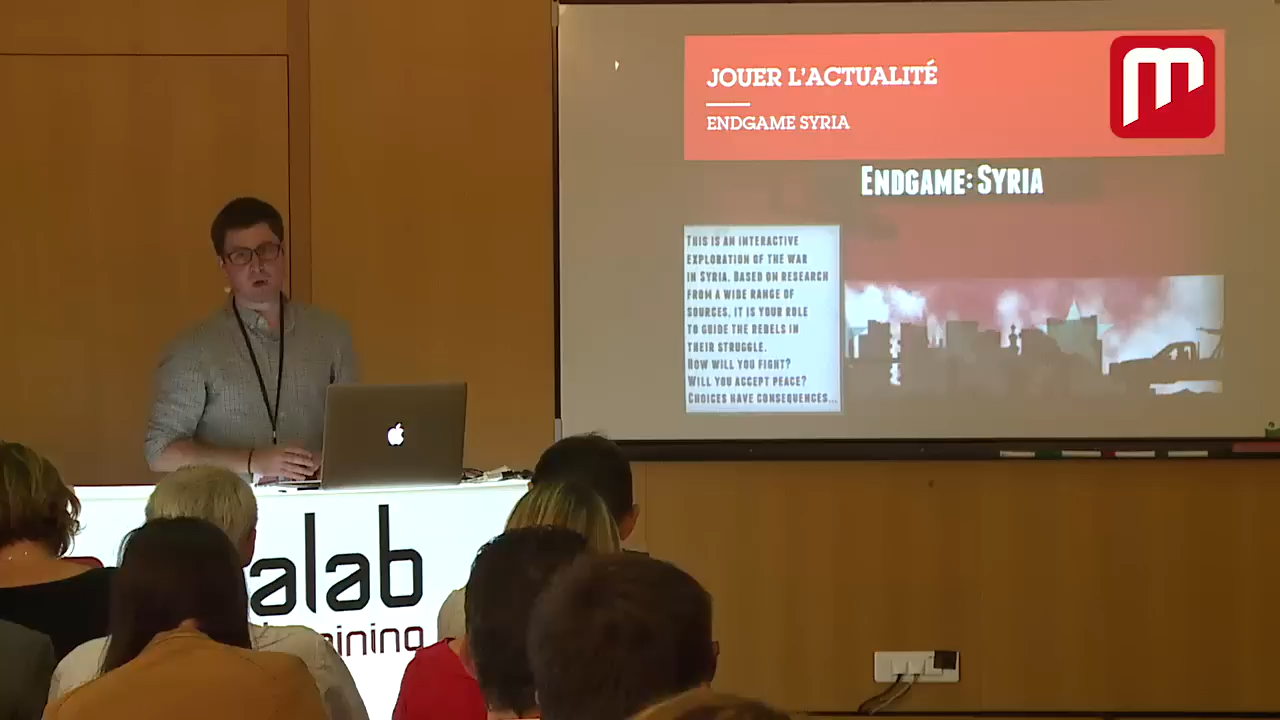 JOUER L'ACTUALITÉ
ENDGAME SYRIA
ENDGAME: SYRIA
THIS IS AN INTERACTIVE
EXPLORATION OF THE WAR
IN SYRIA. BASED ON RESEARCH
FROM A WIDE RANGE OF
SOURCES, IT IS YOUR ROLE
TO GUIDE THE REBELS IN
THEIR STRUGGLE.
HOW WILL YOU FIGHT?
WILL YOU ACCEPT PEACE?
CHOICES HAVE CONSEQUENCES...
alab
aining